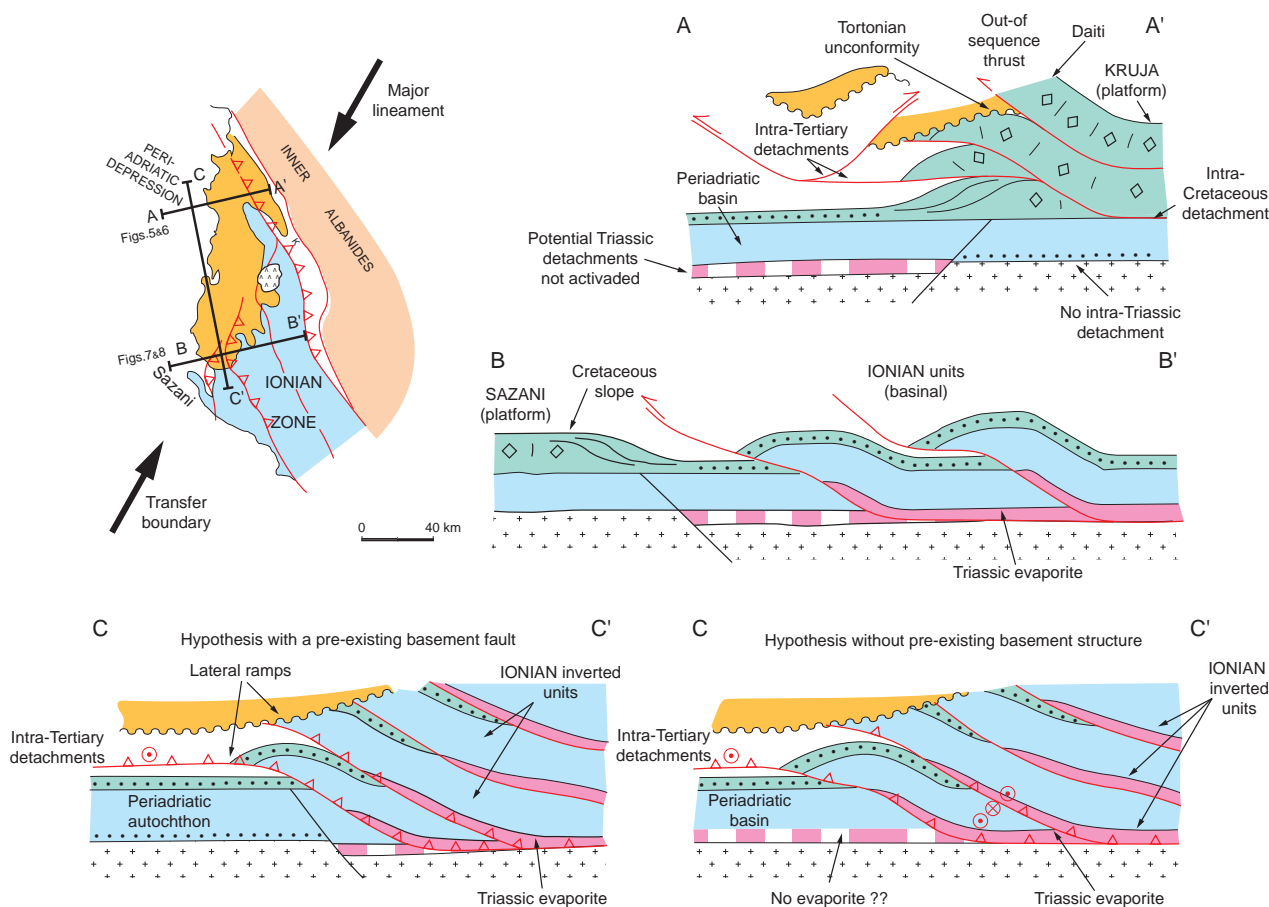 Major
lineament
PERI-
ADRIATIC
DEPRESSION
C
A
A'
Figs.5&6
INNER
ALBANIDES
K
B
B'
Figs.7&8
Sazani
C'
IONIAN
ZONE
Transfer
boundary
0
40 km
A
A'
Tortonian
unconformity
Out-of
sequence
thrust
Daiti
KRUJA
(platform)
Intra-Tertiary
detachments
Periadriatic
basin
Intra-
Cretaceous
detachment
Potential Triassic
detachments
not activaded
No intra-Triassic
detachment
B
B'
SAZANI
(platform)
Cretaceous
slope
IONIAN units
(basinal)
Triassic evaporite
C
C'
Hypothesis with a pre-existing basement fault
Lateral ramps
IONIAN inverted
units
Intra-Tertiary
detachments
Periadriatic
autochthon
Triassic evaporite
C
C'
Hypothesis without pre-existing basement structure
IONIAN
inverted
units
Intra-Tertiary
detachments
Periadriatic
basin
No evaporite ??
Triassic evaporite